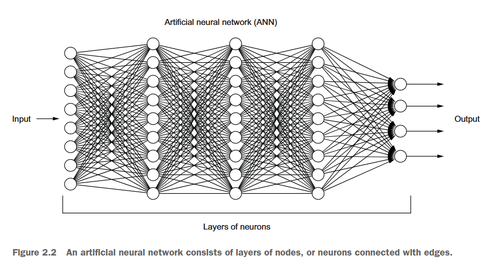 Artificial neural network (ANN)
Input
Output
Layers of neurons
Figure 2.2 An artificial neural network consists of layers of nodes, or neurons connected with edges.